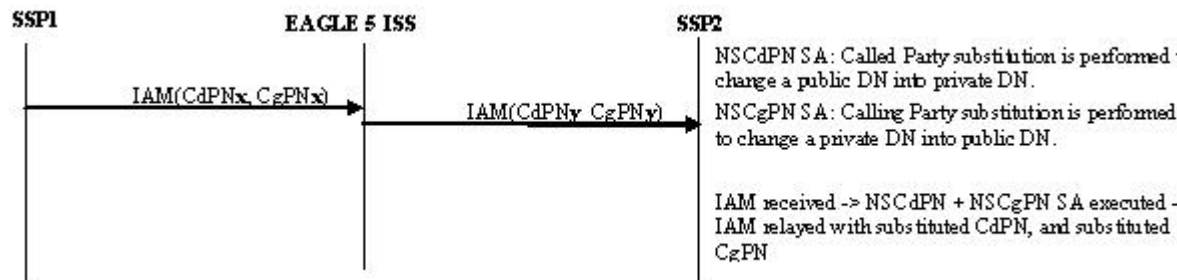 SSP1 EAGLE 5 ISS SSP2
NSCdPN SA: Called Party substitution is performed
change a public DN into private DN.
IAM(CdPNx, CgPNx)
IAM(CdPNy, CgPNy)
NSCgPN SA: Calling Party substitution is performed
to change a private DN into public DN.
IAM received -> NSCdPN + NSCgPN SA executed -
IAM relayed with substituted CdPN, and substituted
CgPN